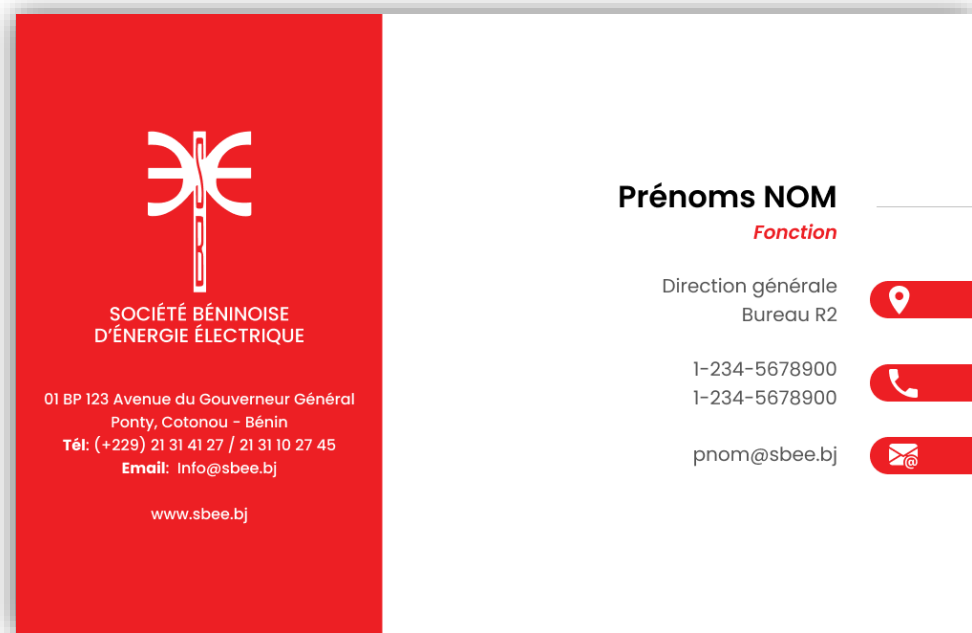 SBEE
SOCIÉTÉ BÉNINOISE
D'ÉNERGIE ÉLECTRIQUE
01 BP 123 Avenue du Gouverneur Général
Ponty, Cotonou - Bénin
Tél: (+229) 21 31 41 27 / 21 31 10 27 45
Email: Info@sbee.bj
www.sbee.bj
Prénoms NOM
Fonction
Direction générale
Bureau R2
1-234-5678900
1-234-5678900
pnom@sbee.bj